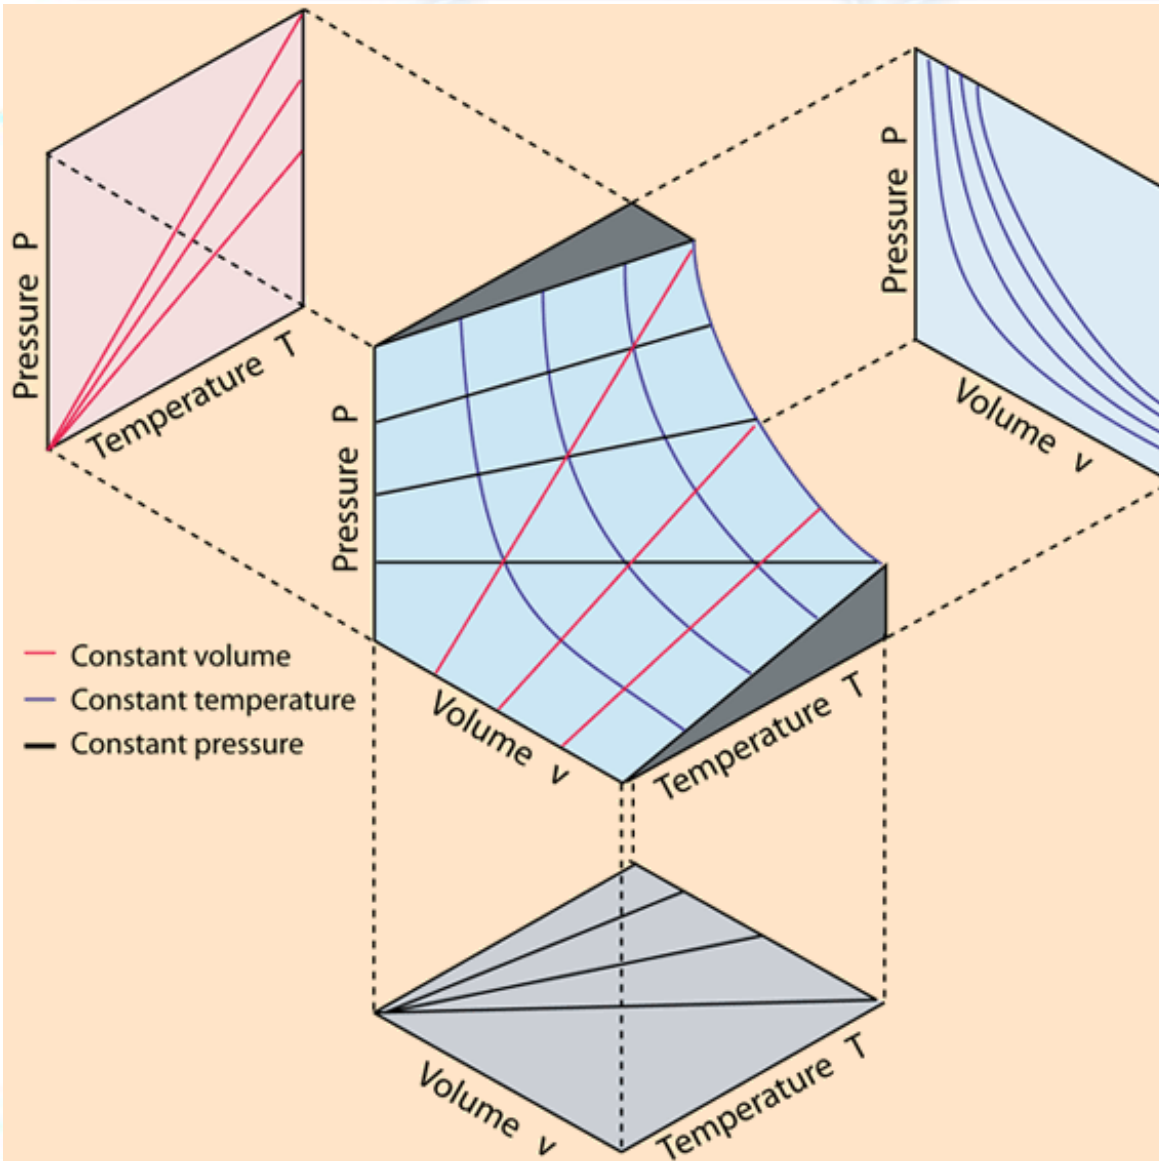 Pressure P
Temperature T
Pressure P
Volume v
Pressure P
Volume v
Temperature T
Constant volume
Constant temperature
Constant pressure
Volume v
Temperature T